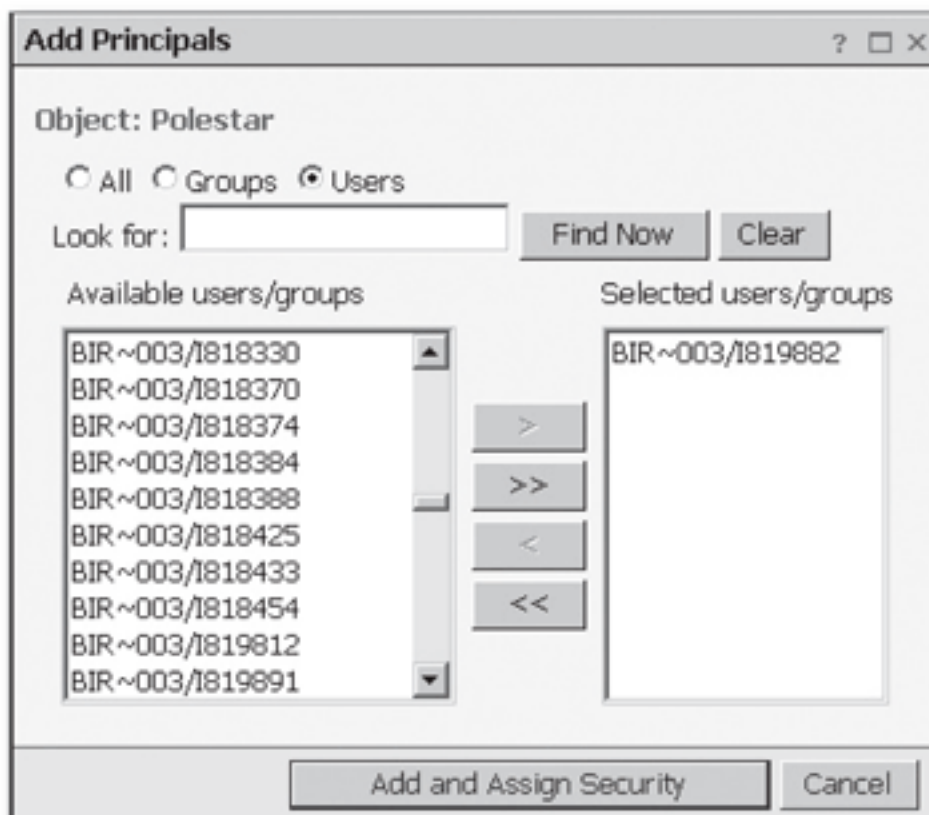 Add Principals ? □ ×
Object: Polestar
All Groups Users
Look for: Find Now Clear
Available users/groups Selected users/groups
BIR~003/I818330 BIR~003/I819882
BIR~003/I818370
BIR~003/I818374
>
BIR~003/I818384
>>
BIR~003/I818388
BIR~003/I818425
<
BIR~003/I818433
<<
BIR~003/I818454
BIR~003/I819812
BIR~003/I819891
Add and Assign Security Cancel